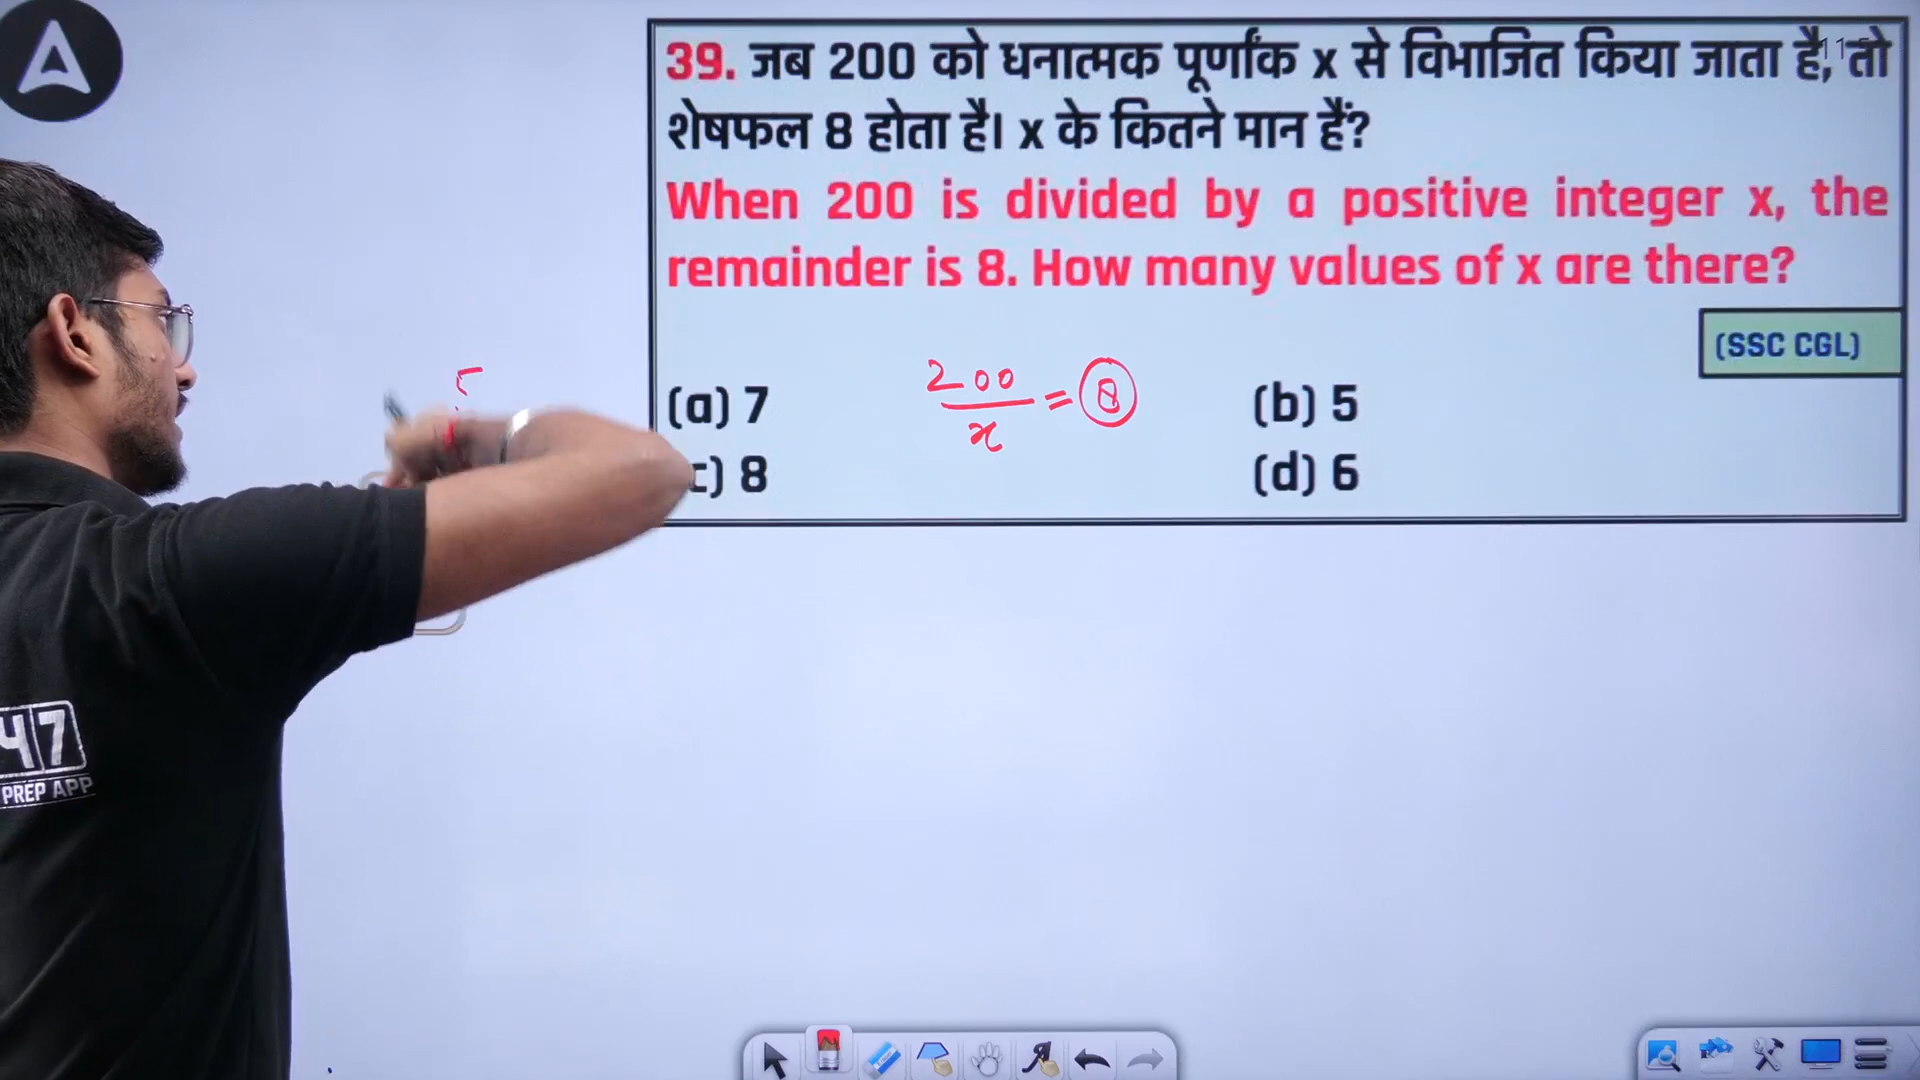 39. जब 200 को धनात्मक पूर्णांक x से विभाजित किया जाता है, तो
शेषफल 8 होता है। x के कितने मान हैं?
When 200 is divided by a positive integer x, the
remainder is 8. How many values of x are there?
(SSC CGL)
(a) 7
200/x = 8
(b) 5
c) 8
(d) 6
47
PREP APP